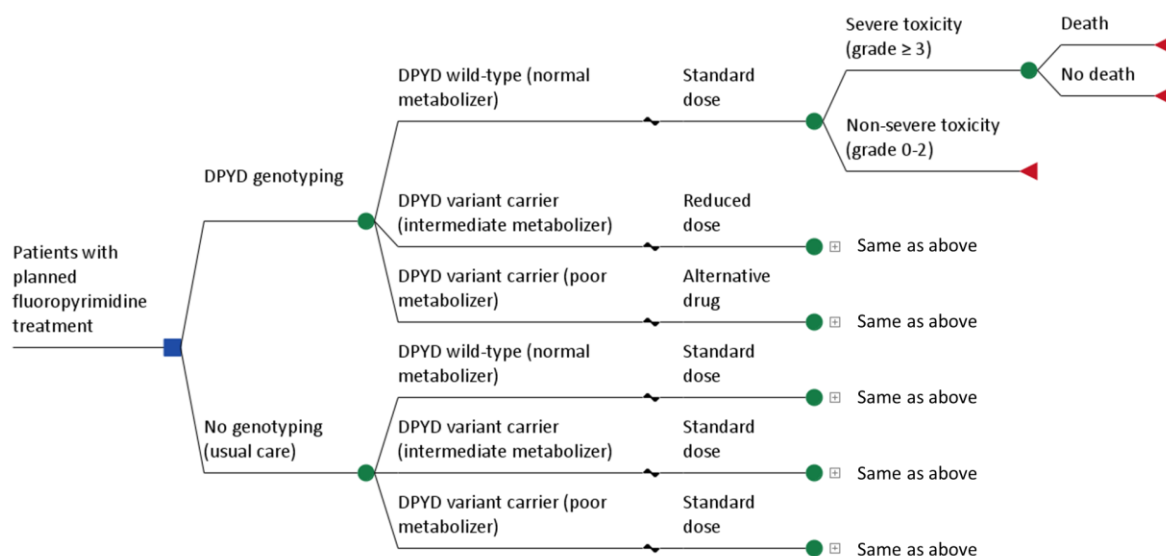 Patients with
planned
fluoropyrimidine
treatment
DPYD genotyping
DPYD wild-type (normal
metabolizer)
Standard
dose
Severe toxicity
(grade ≥ 3)
Death
No death
Non-severe toxicity
(grade 0-2)
DPYD variant carrier
(intermediate metabolizer)
Reduced
dose
Same as above
DPYD variant carrier (poor
metabolizer)
Alternative
drug
Same as above
No genotyping
(usual care)
DPYD wild-type (normal
metabolizer)
Standard
dose
Same as above
DPYD variant carrier
(intermediate metabolizer)
Standard
dose
Same as above
DPYD variant carrier (poor
metabolizer)
Standard
dose
Same as above